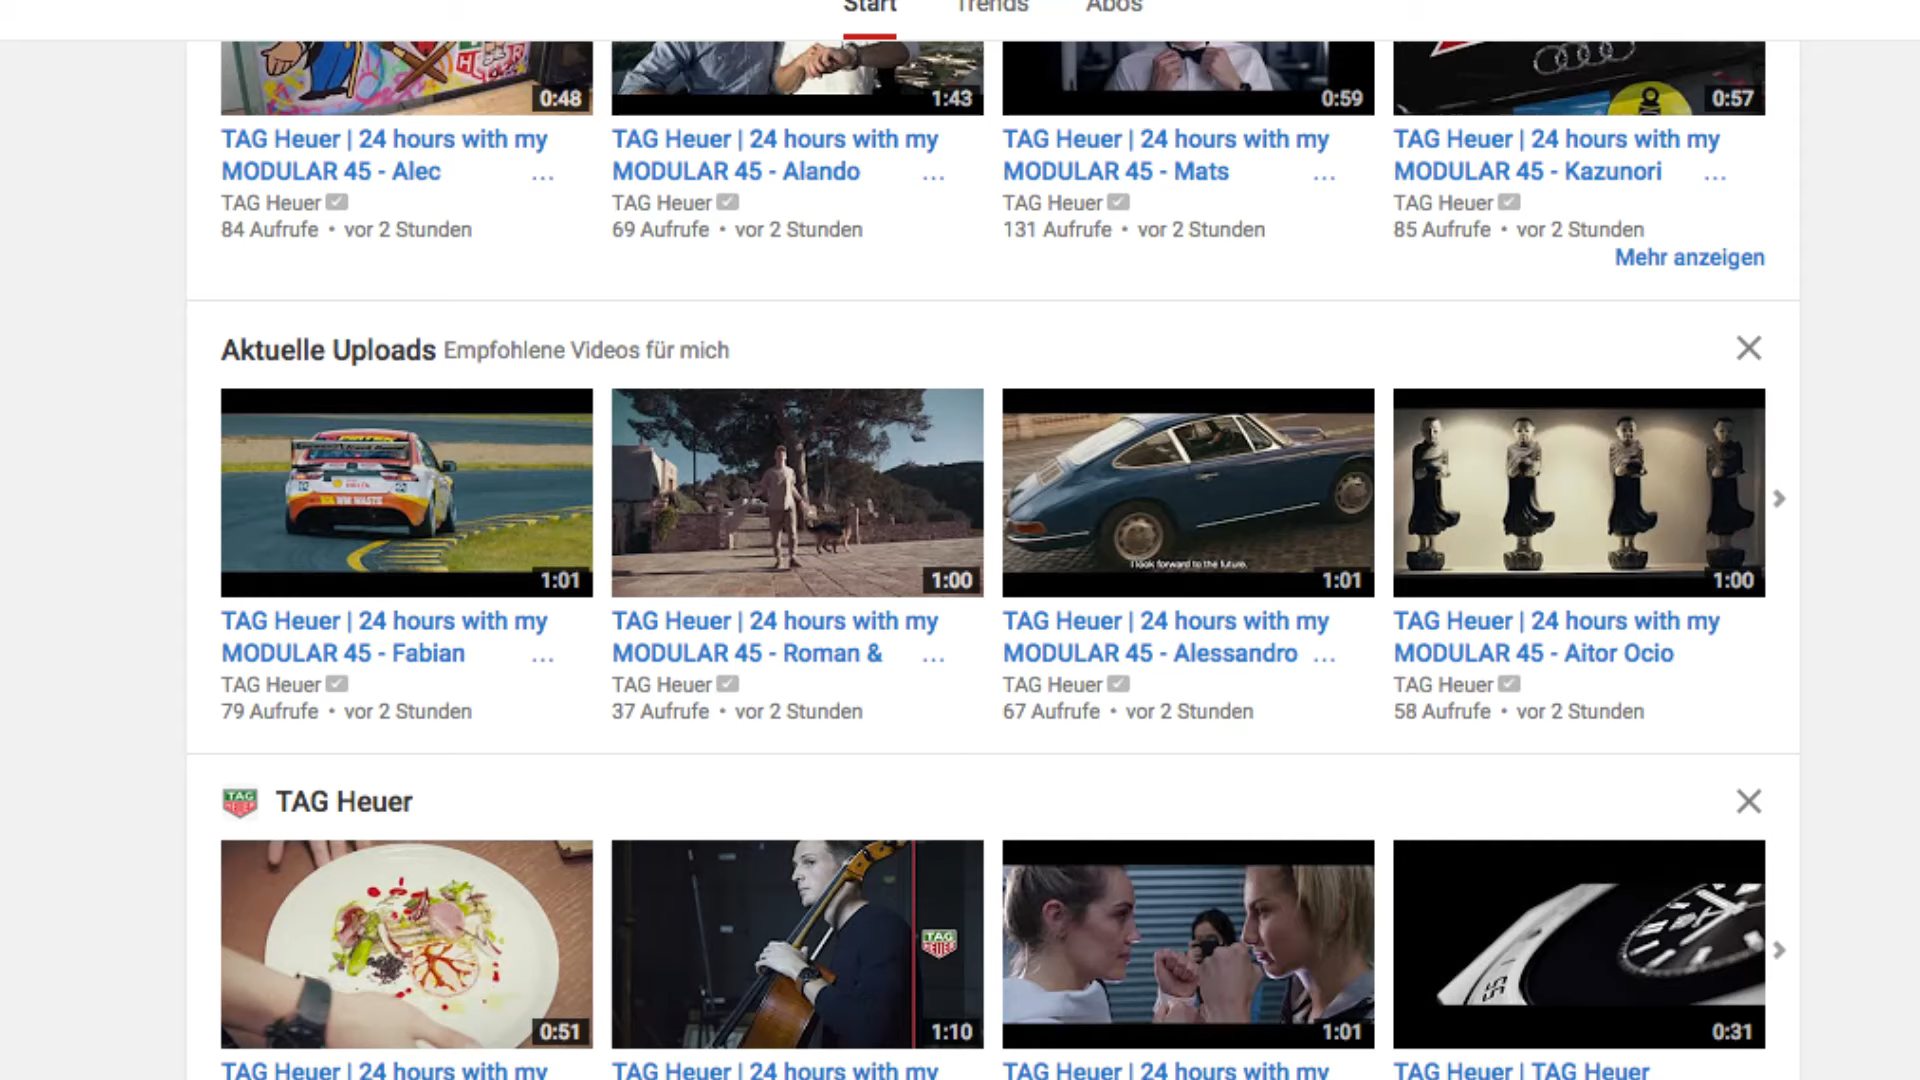 Start Trends Abos
0:48 1:43 0:59 0:57
TAG Heuer | 24 hours with my
MODULAR 45 - Alec ...
TAG Heuer
84 Aufrufe • vor 2 Stunden
TAG Heuer | 24 hours with my
MODULAR 45 - Alando ...
TAG Heuer
69 Aufrufe • vor 2 Stunden
TAG Heuer | 24 hours with my
MODULAR 45 - Mats ...
TAG Heuer
131 Aufrufe • vor 2 Stunden
TAG Heuer | 24 hours with my
MODULAR 45 - Kazunori ...
TAG Heuer
85 Aufrufe • vor 2 Stunden
Mehr anzeigen
Aktuelle Uploads Empfohlene Videos für mich
WASTE
1:01
1:00
I look forward to the future.
1:01
1:00
TAG Heuer | 24 hours with my
MODULAR 45 - Fabian ...
TAG Heuer
79 Aufrufe • vor 2 Stunden
TAG Heuer | 24 hours with my
MODULAR 45 - Roman & ...
TAG Heuer
37 Aufrufe • vor 2 Stunden
TAG Heuer | 24 hours with my
MODULAR 45 - Alessandro ...
TAG Heuer
67 Aufrufe • vor 2 Stunden
TAG Heuer | 24 hours with my
MODULAR 45 - Aitor Ocio
TAG Heuer
58 Aufrufe • vor 2 Stunden
TAG
HEUER
TAG Heuer
0:51
TAG
HEUER
1:10
1:01
55
0:31
TAG Heuer | 24 hours with my
TAG Heuer | 24 hours with my
TAG Heuer | 24 hours with my
TAG Heuer | TAG Heuer